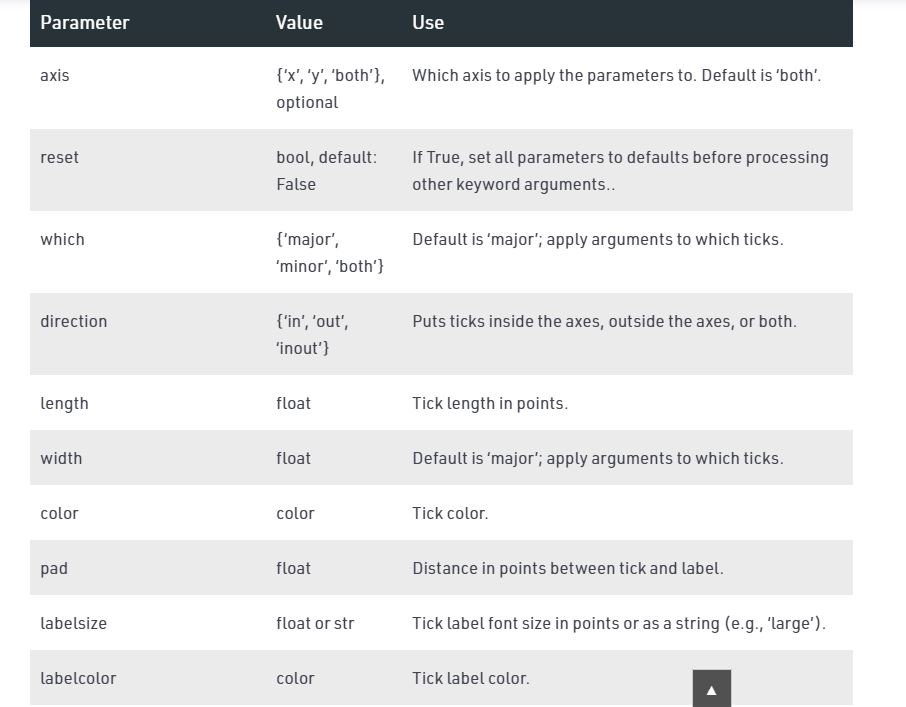 Parameter Value Use
axis {‘x’, ‘y’, ‘both’}, Which axis to apply the parameters to. Default is ‘both’.
optional
reset bool, default: If True, set all parameters to defaults before processing
False other keyword arguments..
which {‘major’, Default is ‘major’; apply arguments to which ticks.
‘minor’, ‘both’}
direction {‘in’, ‘out’, Puts ticks inside the axes, outside the axes, or both.
‘inout’}
length float Tick length in points.
width float Default is ‘major’; apply arguments to which ticks.
color color Tick color.
pad float Distance in points between tick and label.
labelsize float or str Tick label font size in points or as a string (e.g., ‘large’).
labelcolor color Tick label color.